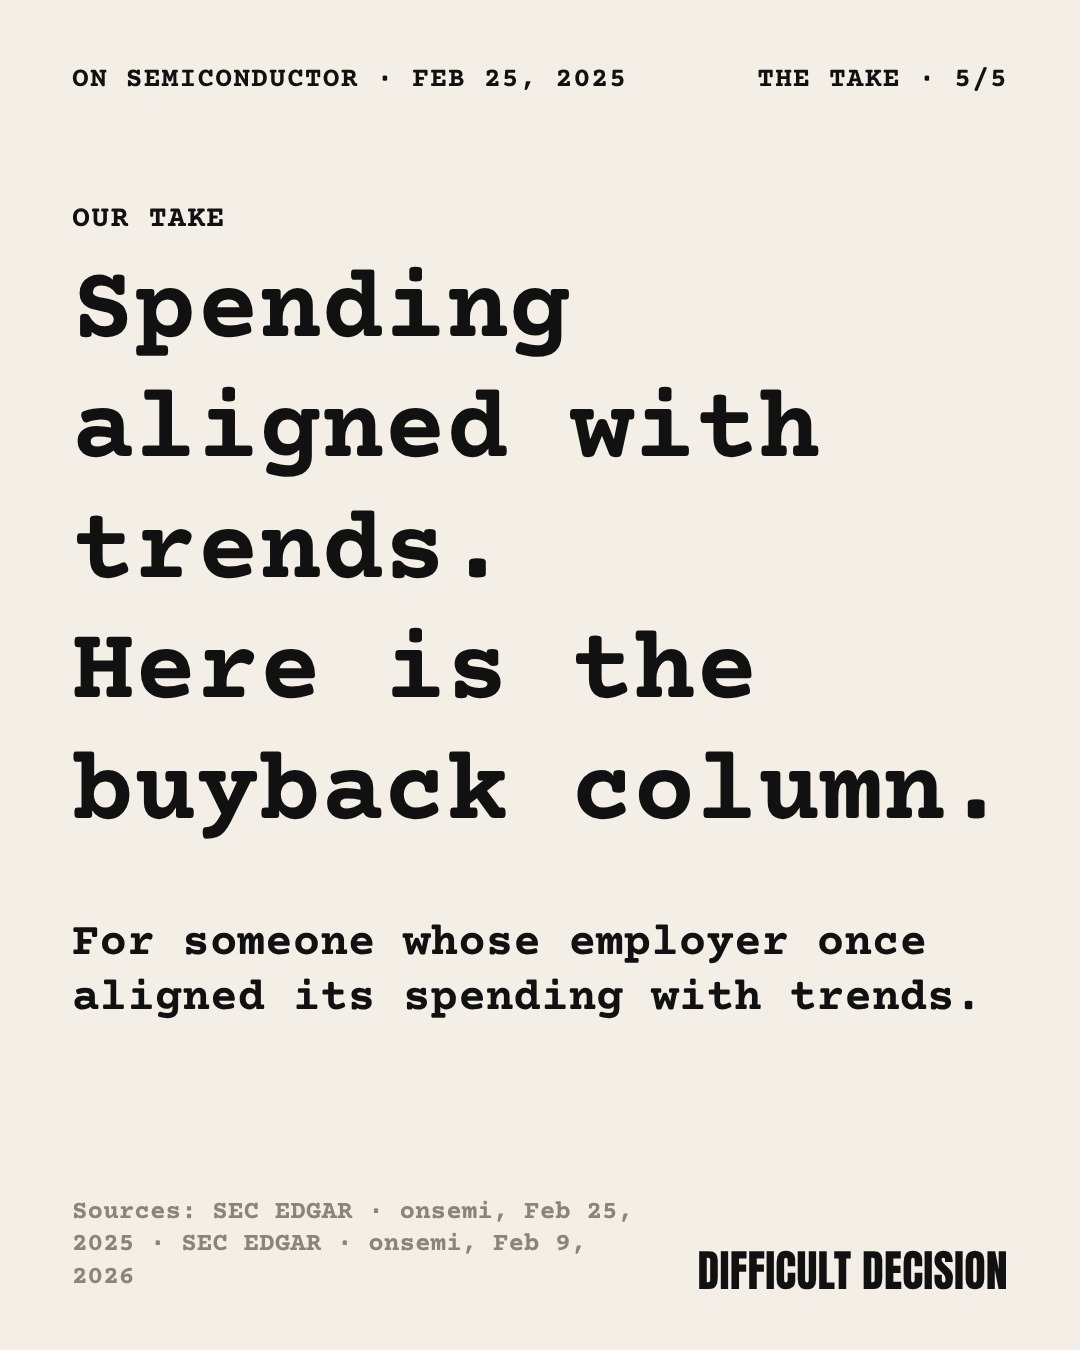 ON SEMICONDUCTOR · FEB 25, 2025
THE TAKE · 5/5
OUR TAKE
Spending
aligned with
trends.
Here is the
buyback column.
For someone whose employer once
aligned its spending with trends.
Sources: SEC EDGAR · onsemi, Feb 25,
2025 · SEC EDGAR · onsemi, Feb 9,
2026
DIFFICULT DECISION